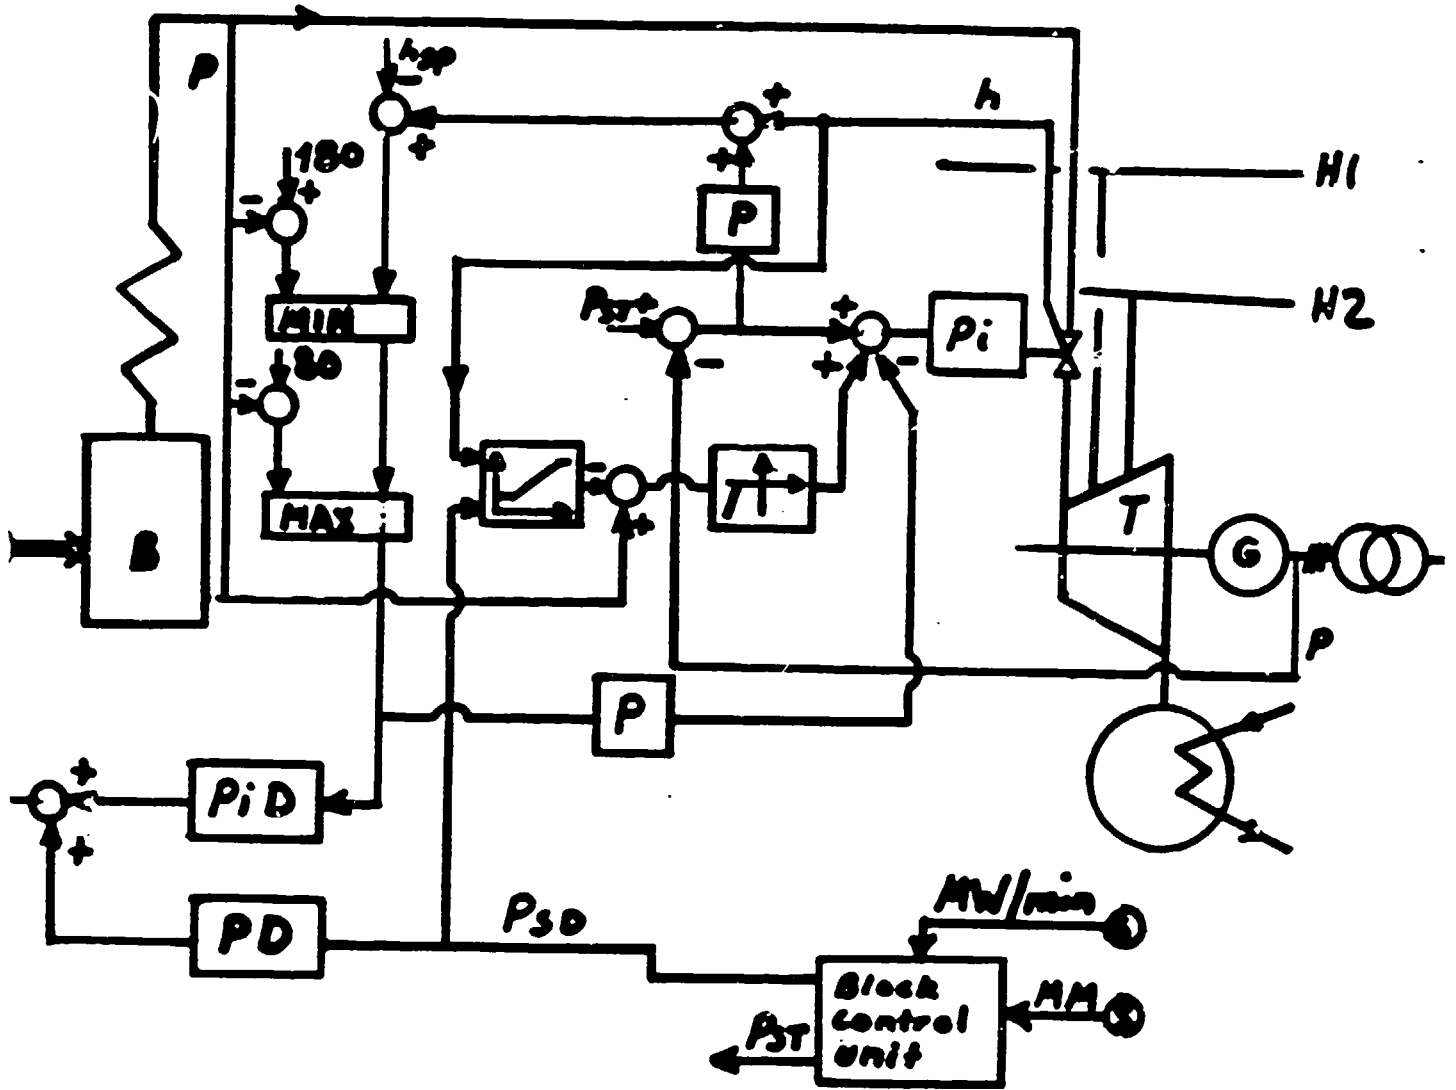 p
hsp
-
+
+
h
180
+
-
+
P
H1
H2
MIN
PST
+
+
Pi
80
-
-
+
-
-
MAX
T
B
+
G
P
P
+
PiD
+
PD
PSD
MW/min
Block
control
unit
MM
PST